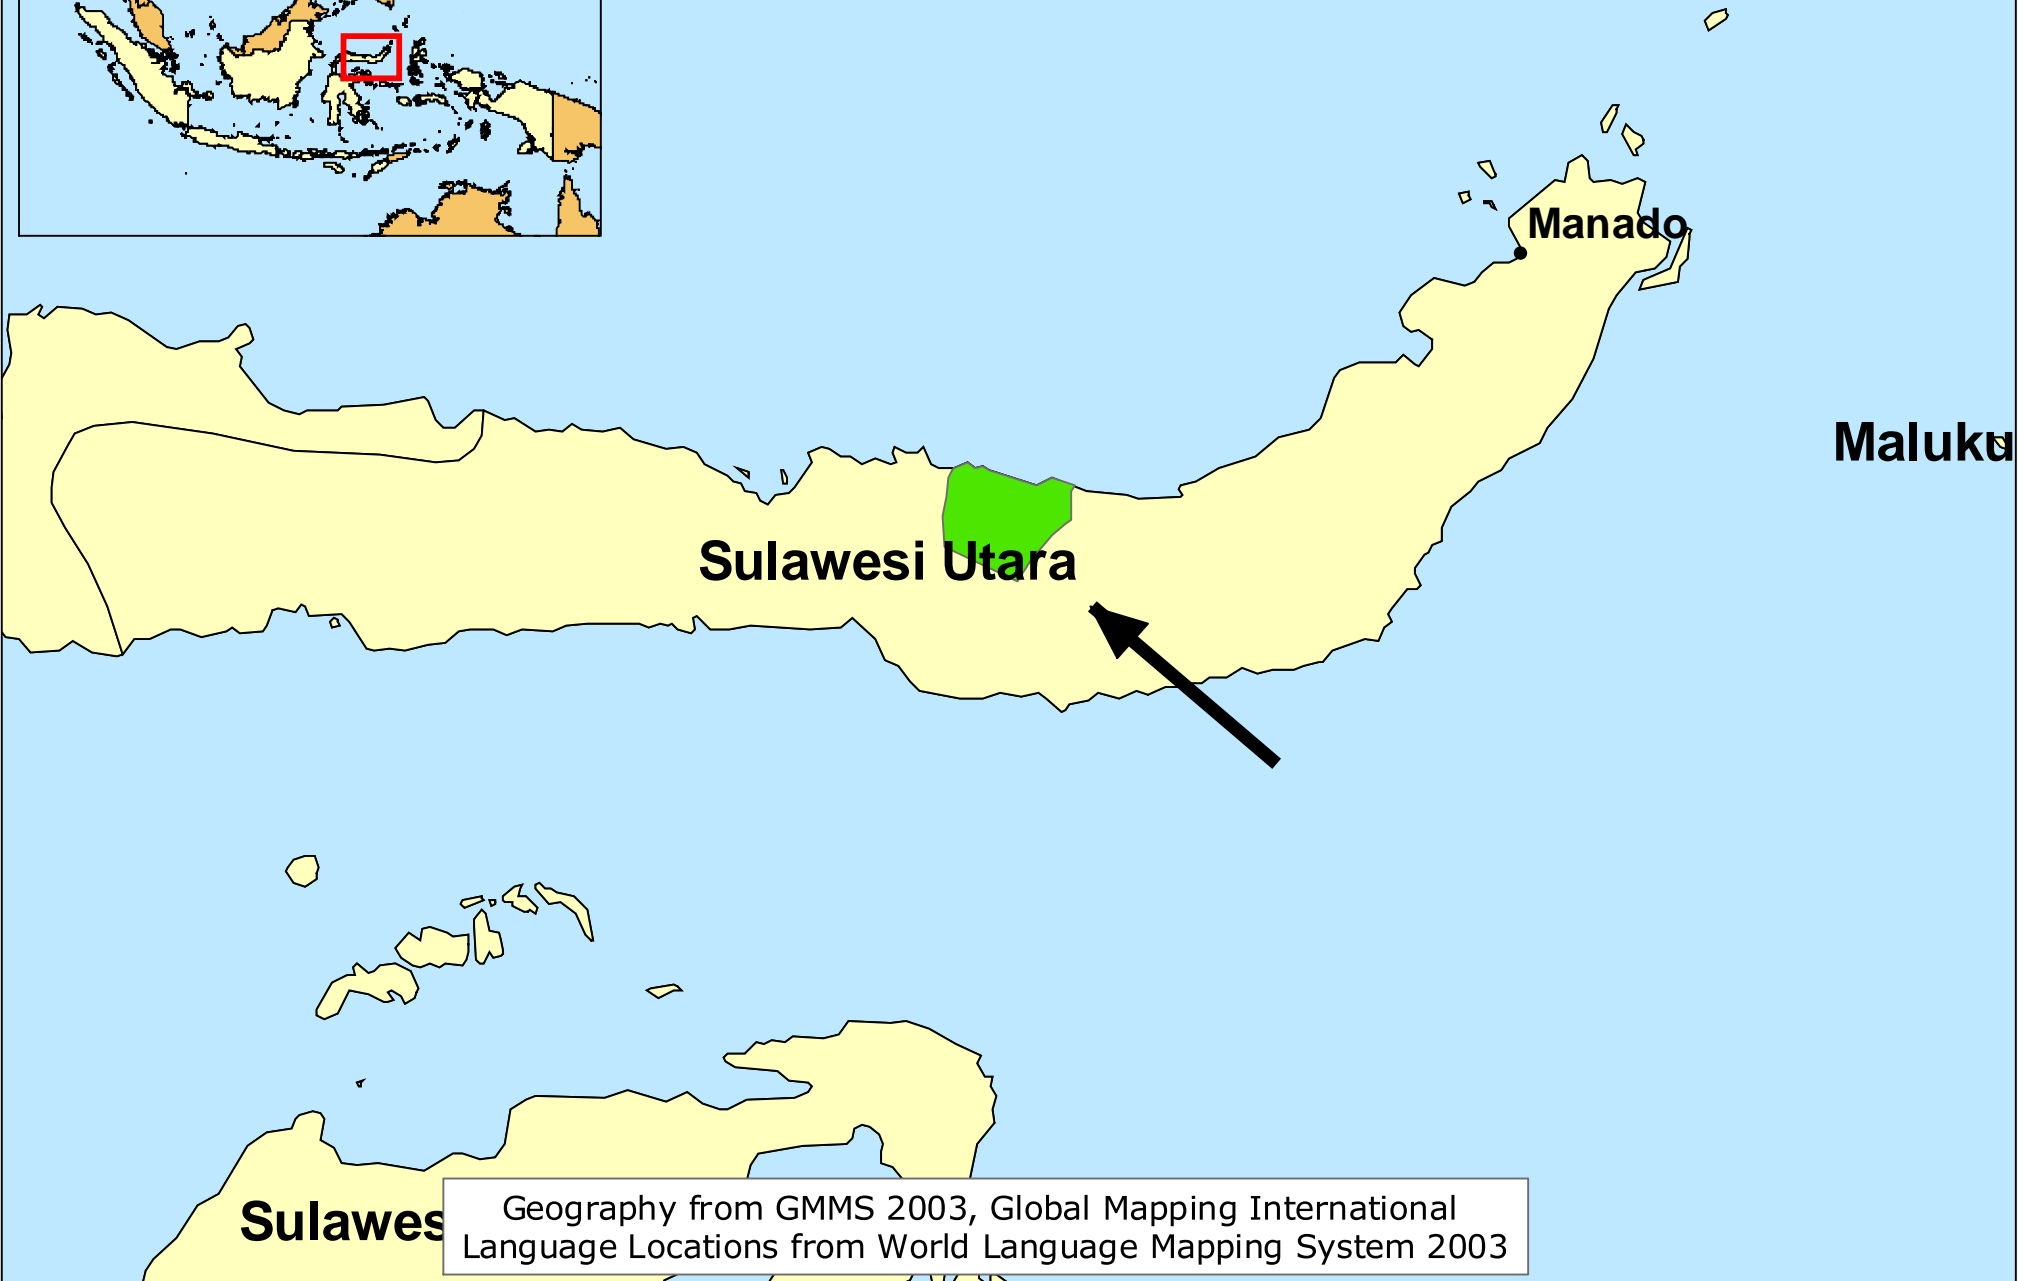 Manado
Maluku
Sulawesi Utara
Sulawes
Geography from GMMS 2003, Global Mapping International
Language Locations from World Language Mapping System 2003